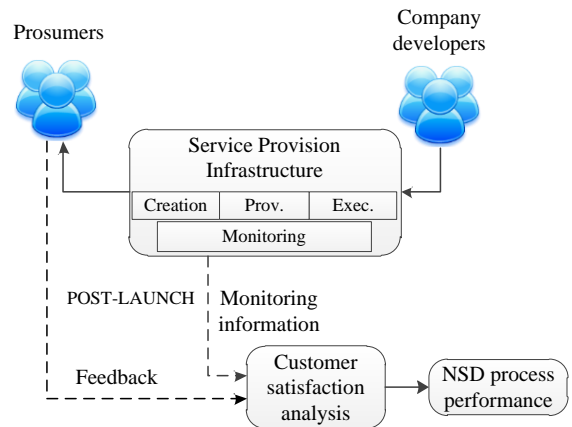 Prosumers
Company
developers
Service Provision
Infrastructure
Creation
Prov.
Exec.
Monitoring
POST-LAUNCH
Monitoring
information
Feedback
Customer
satisfaction
analysis
NSD process
performance